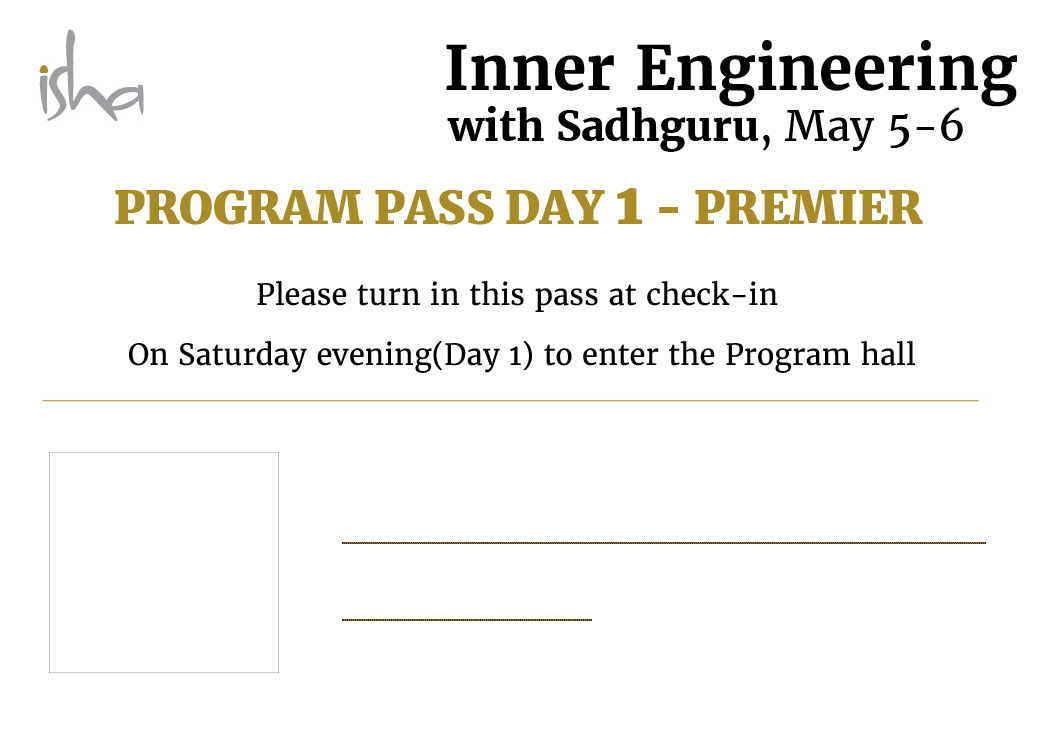 isha
Inner Engineering
with Sadhguru, May 5-6
PROGRAM PASS DAY 1 - PREMIER
Please turn in this pass at check-in
On Saturday evening(Day 1) to enter the Program hall